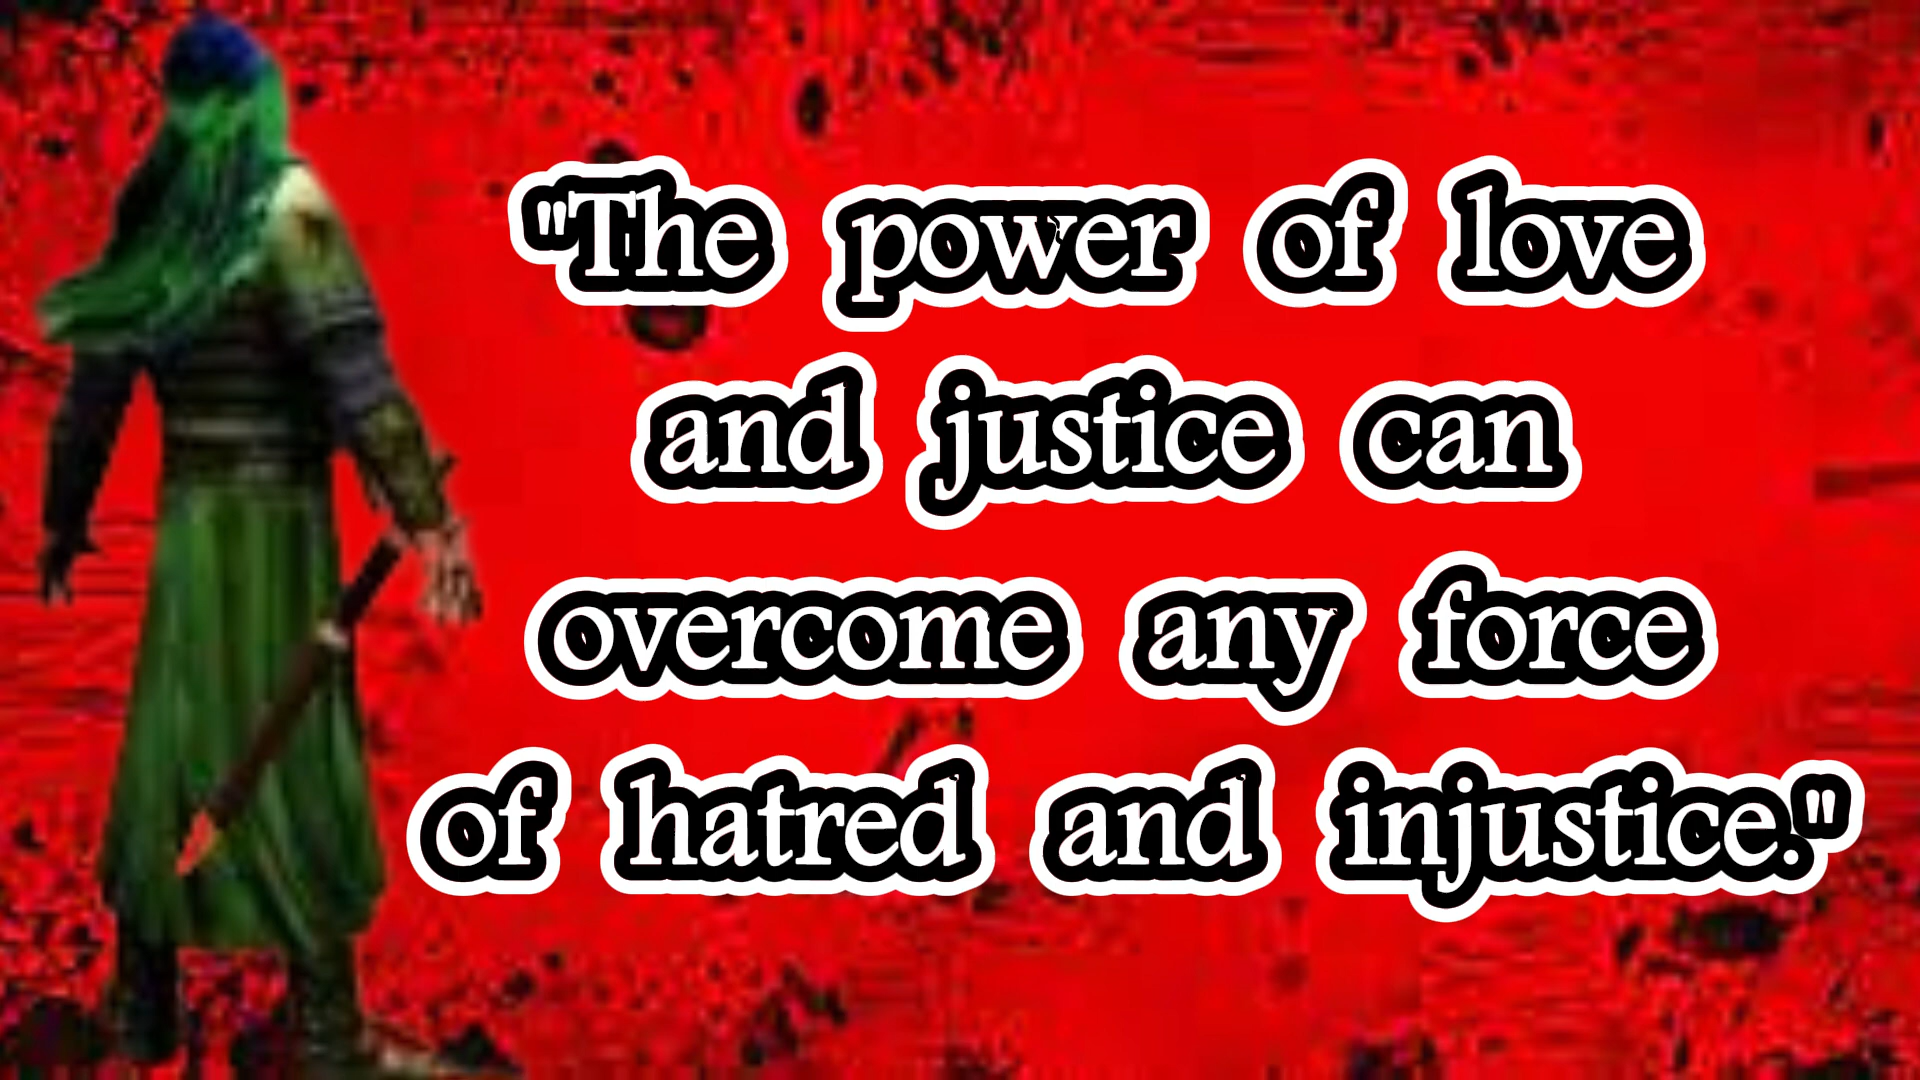 "The power of love
and justice can
overcome any force
of hatred and injustice."